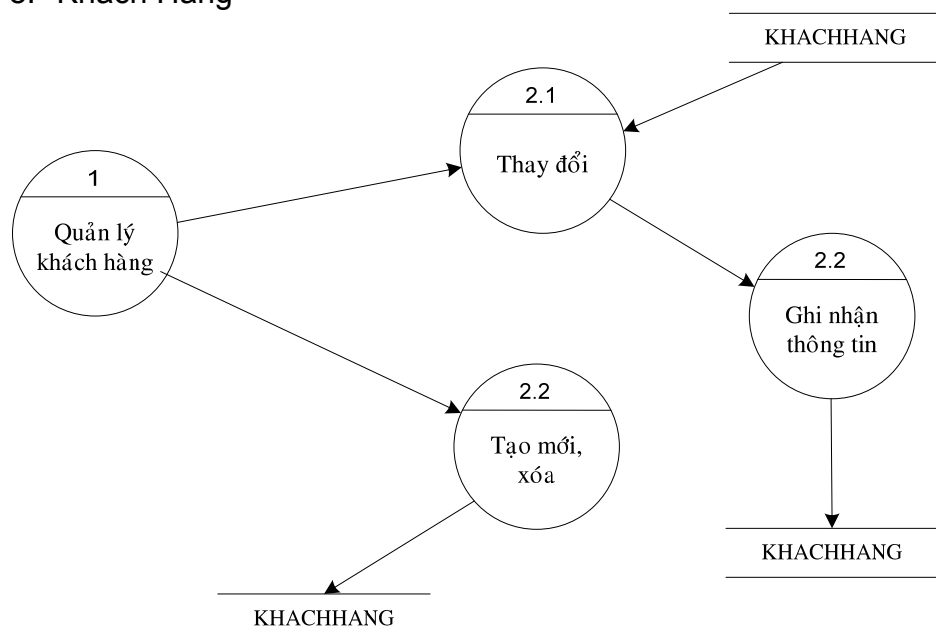 Khách Hàng
KHACHHANG
2.1
Thay đổi
1
Quản lý
khách hàng
2.2
Ghi nhận
thông tin
2.2
Tạo mới,
xóa
KHACHHANG
KHACHHANG